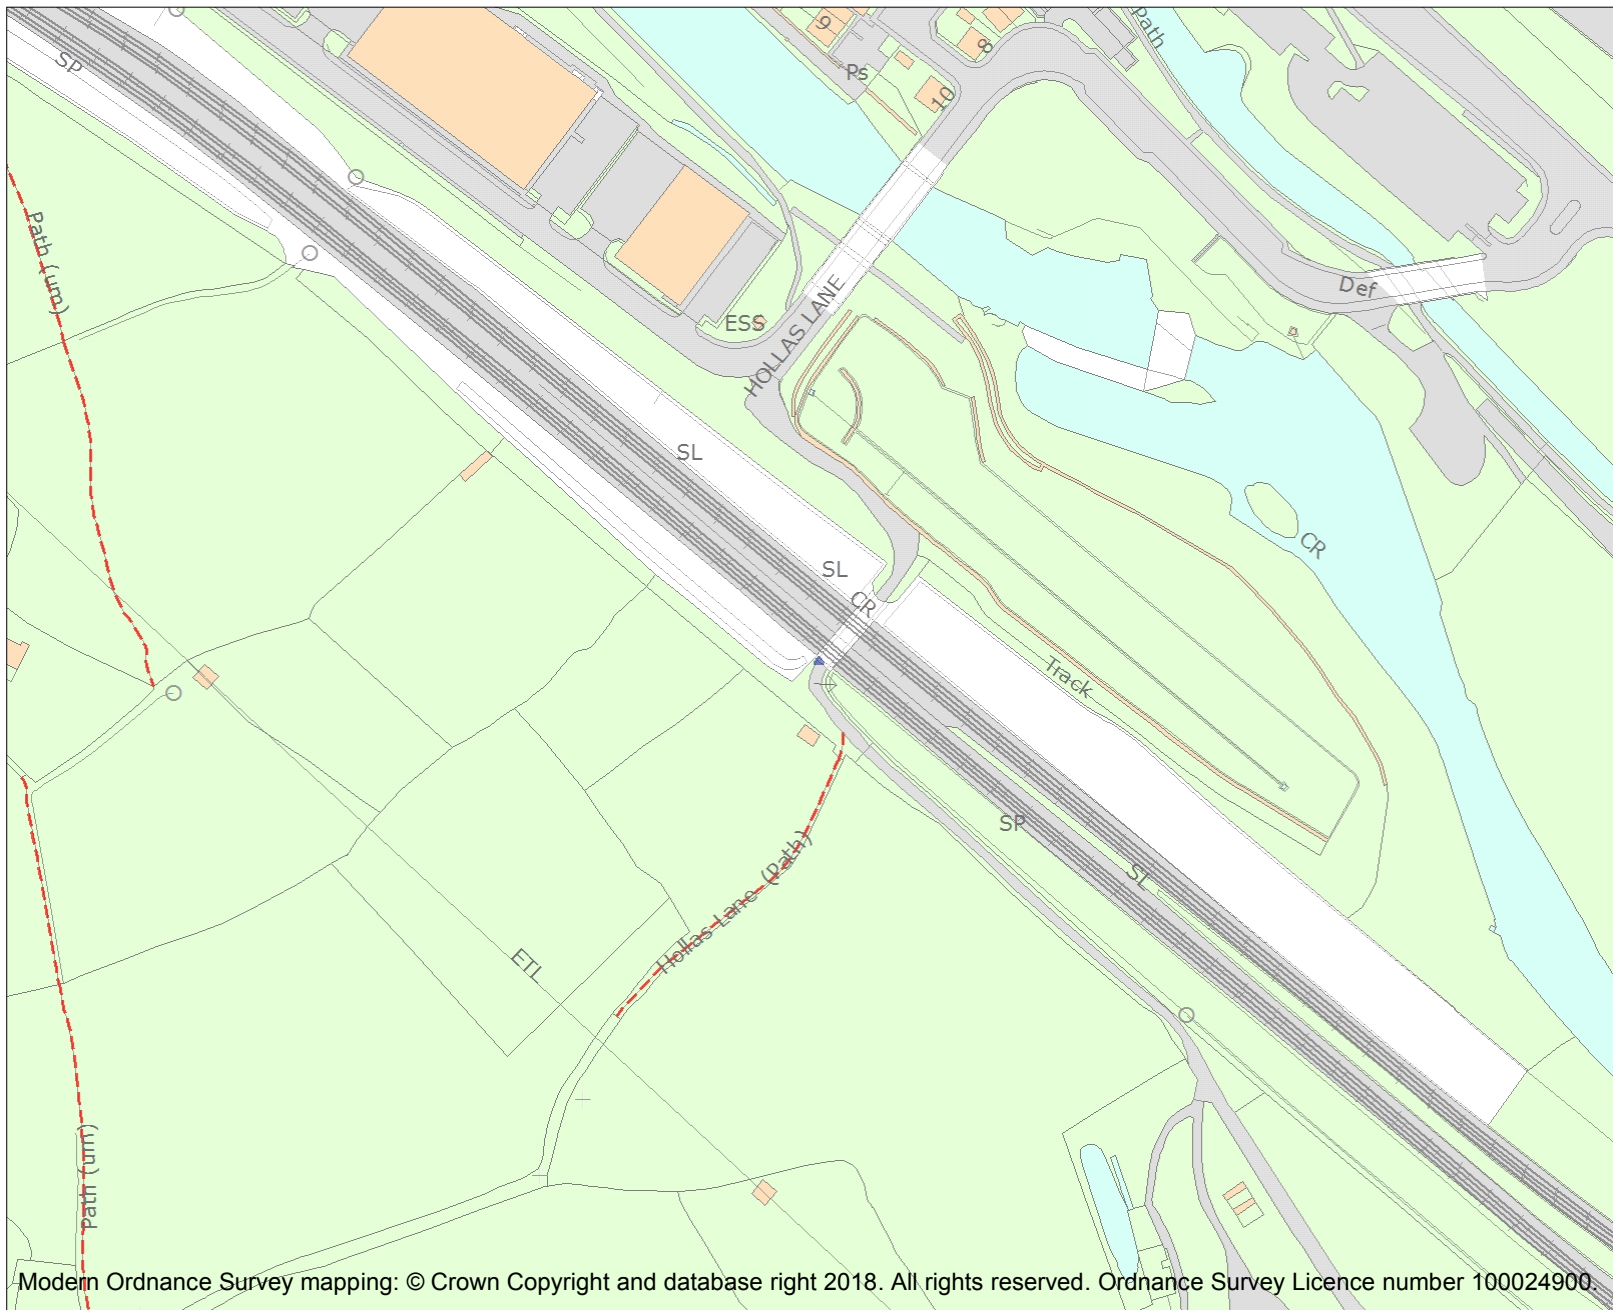 SP
9
8
Path
Ps
10
Path (um)
Def
ESS
HOLLAS LANE
SL
CR
SL
CR
Track
SP
Hollas Lane (Path)
SL
ETL
Path (um)
Modern Ordnance Survey mapping: © Crown Copyright and database right 2018. All rights reserved. Ordnance Survey Licence number 100024900.